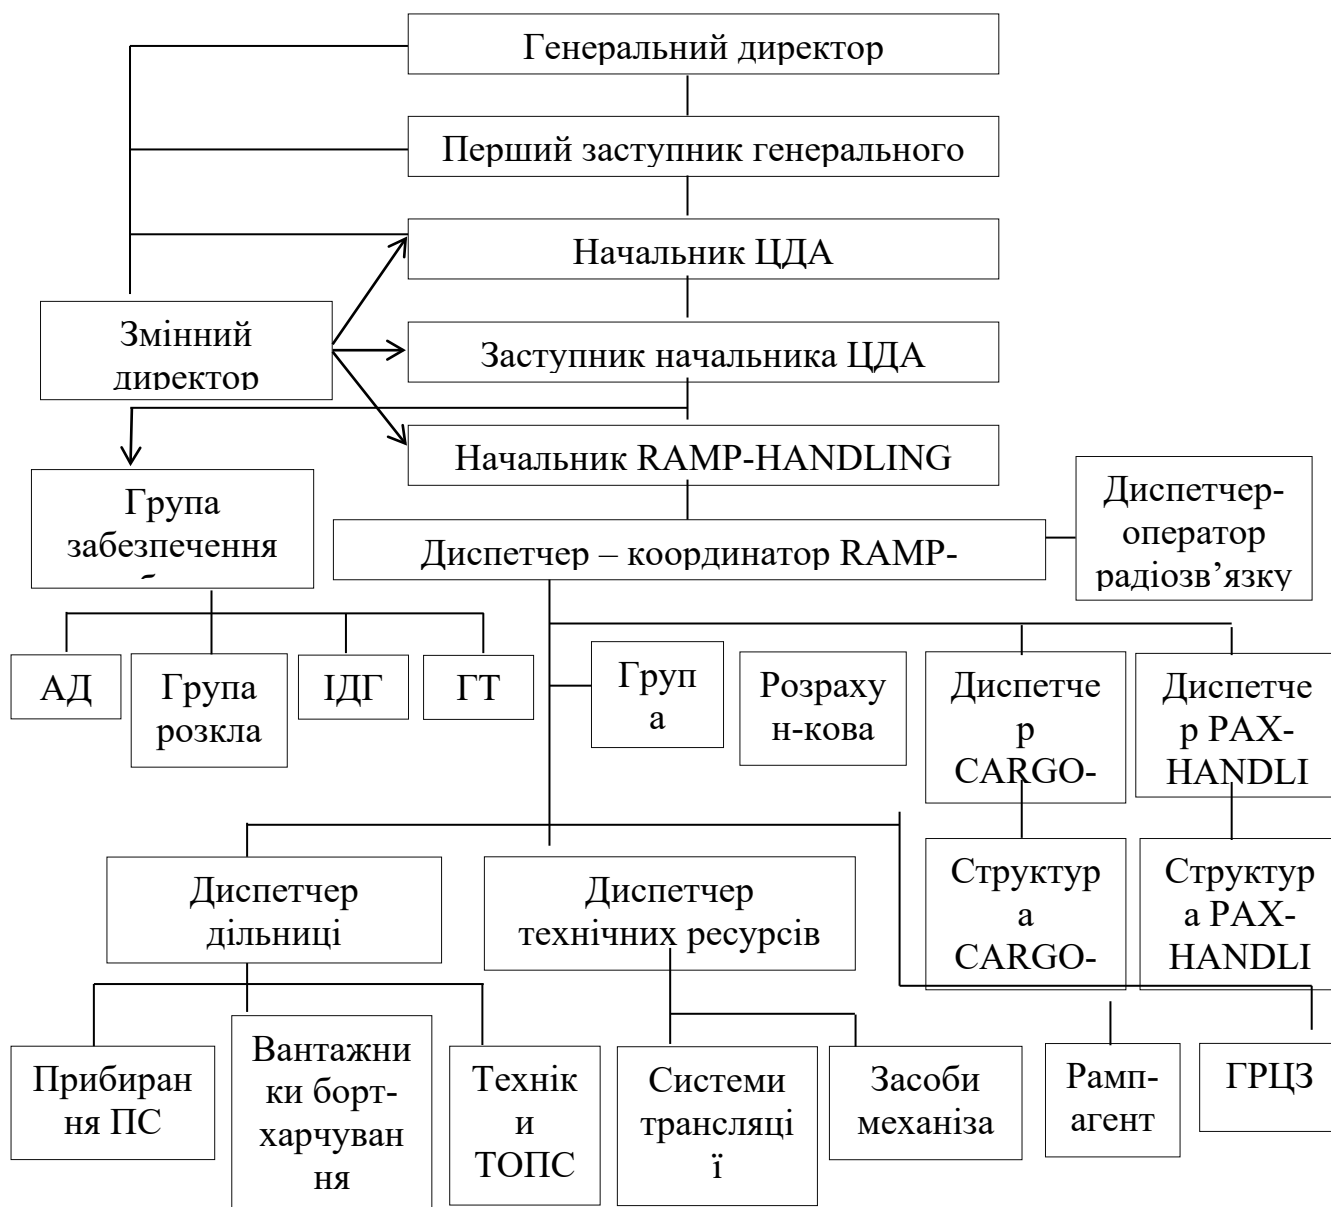 Генеральний директор
Перший заступник генерального
Начальник ЦДА
Змінний
директор
Заступник начальника ЦДА
Начальник RAMP-HANDLING
Група
забезпечення
Диспетчер – координатор RAMP-
Диспетчер-
оператор
радіозв’язку
АД
Група
розкла
ІДГ
ГТ
Груп
а
Розраху
н-кова
Диспетче
р
CARGO-
Диспетче
р PAX-
HANDLI
Диспетчер
дільниці
Диспетчер
технічних ресурсів
Структур
а
CARGO-
Структур
а PAX-
HANDLI
Прибиран
ня ПС
Вантажни
ки борт-
харчуван
ня
Технік
и
ТОПС
Системи
трансляці
ї
Засоби
механіза
Рамп-
агент
ГРЦЗ